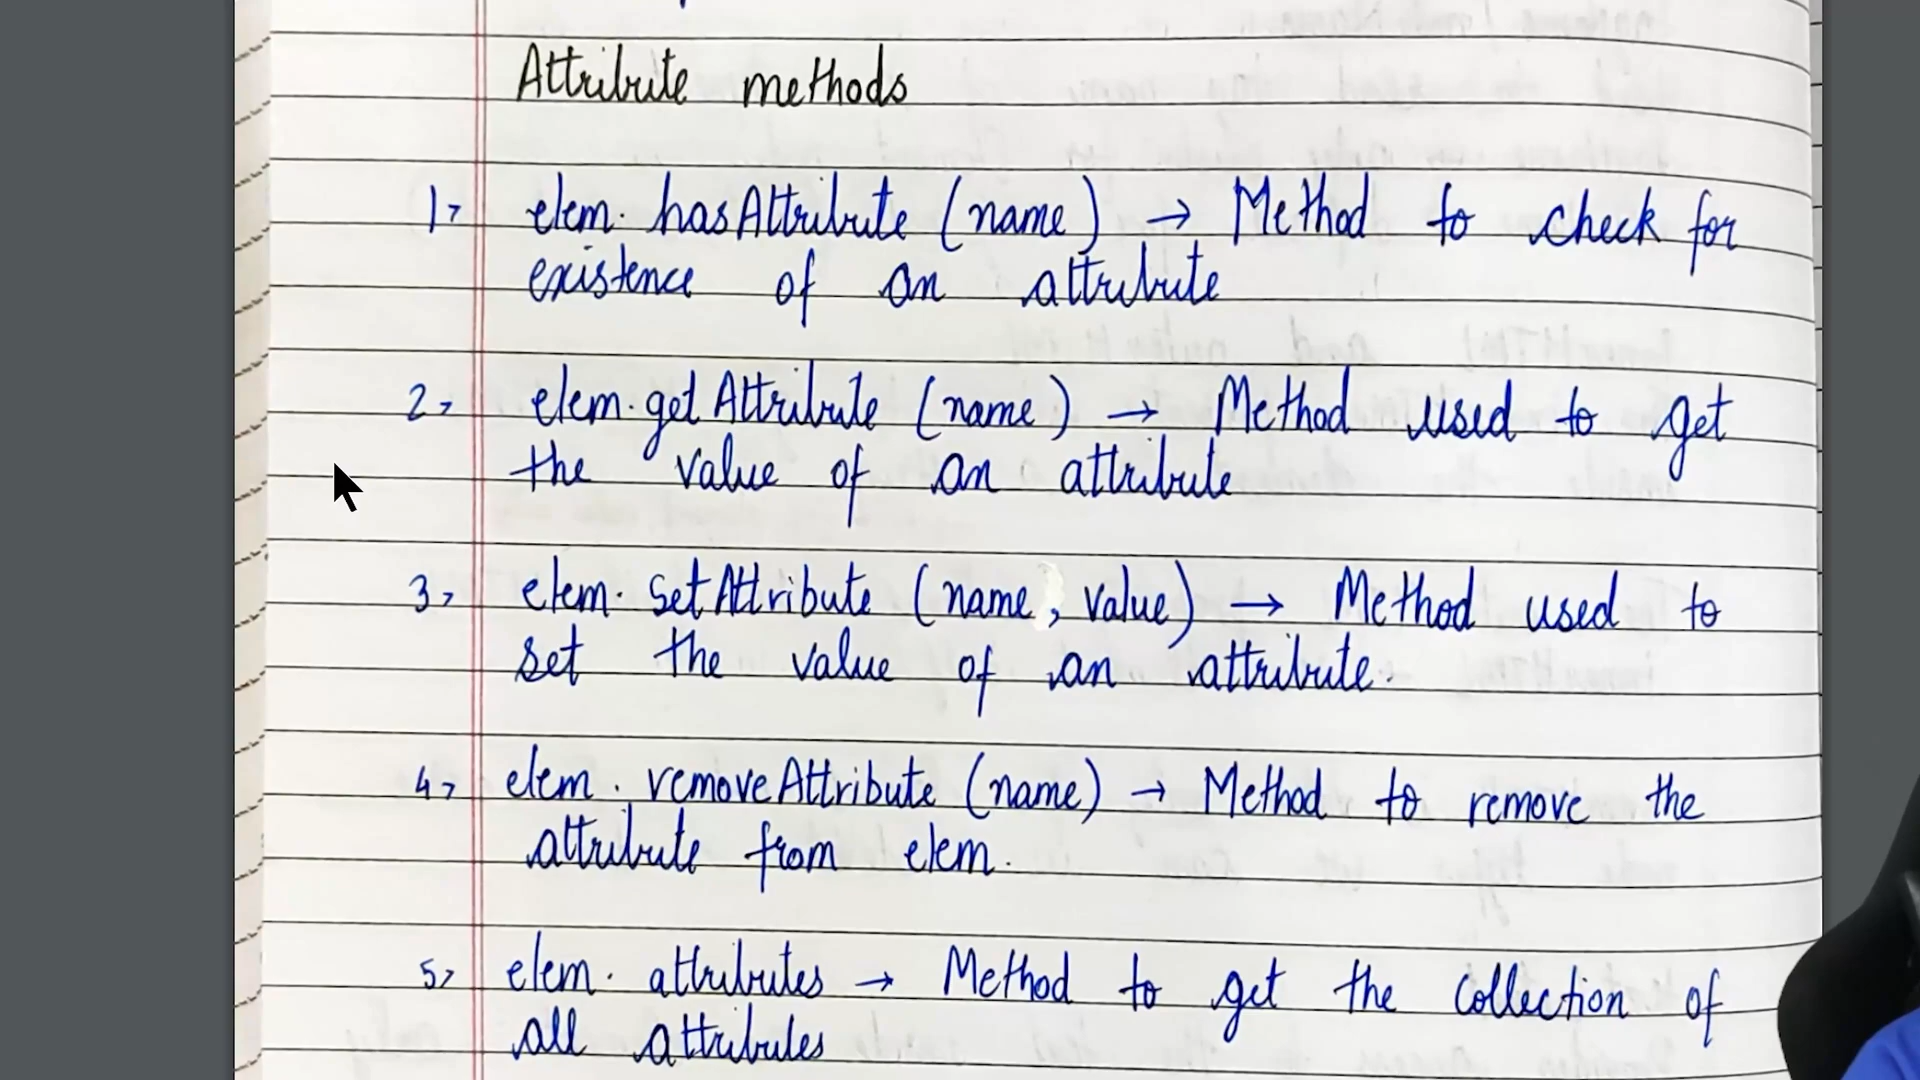 Attribute methods
1> elem. hasAttribute (name) → Method to check for
existence of an attribute
2> elem. getAttribute (name) → Method used to get
the value of an attribute
3> elem. setAttribute (name, value) → Method used to
set the value of an attribute.
4> elem. removeAttribute (name) → Method to remove the
attribute from elem.
5> elem. attributes → Method to get the collection of
all attributes